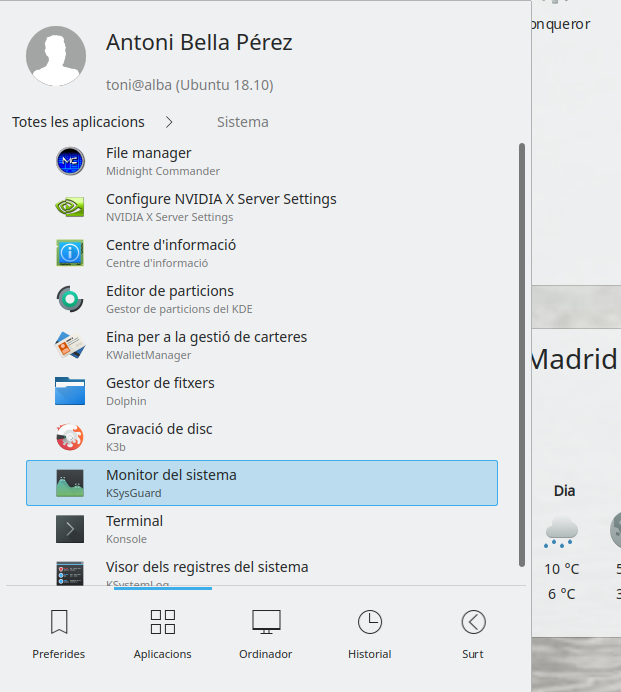 Antoni Bella Pérez
toni@alba (Ubuntu 18.10)
Totes les aplicacions
Sistema
File manager
Midnight Commander
Configure NVIDIA X Server Settings
NVIDIA X Server Settings
Centre d'informació
Centre d'informació
Editor de particions
Gestor de particions del KDE
Eina per a la gestió de carteres
KWalletManager
Gestor de fitxers
Dolphin
Gravació de disc
K3b
Monitor del sistema
KSysGuard
Terminal
Konsole
Visor dels registres del sistema
KSystemLog
Preferides
Aplicacions
Ordinador
Historial
Surt
onqueror
Madrid
Dia
10 °C
6 °C